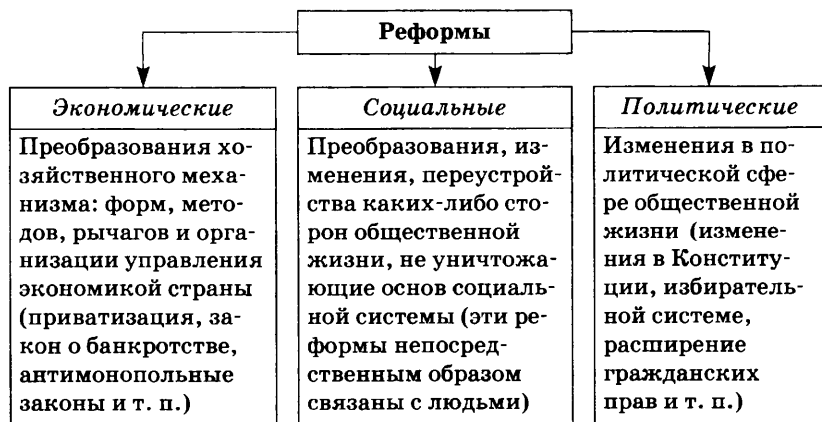 Реформы
Экономические
Преобразования хо-
зяйственного меха-
низма: форм, мето-
дов, рычагов и орга-
низации управления
экономикой страны
(приватизация, за-
кон о банкротстве,
антимонопольные
законы и т. п.)
Социальные
Преобразования, из-
менения, переустрой-
ства каких-либо сто-
рон общественной
жизни, не уничтожа-
ющие основ социаль-
ной системы (эти ре-
формы непосред-
ственным образом
связаны с людьми)
Политические
Изменения в по-
литической сфе-
ре общественной
жизни (измене-
ния в Конститу-
ции, избиратель-
ной системе,
расширение
гражданских
прав и т. п.)